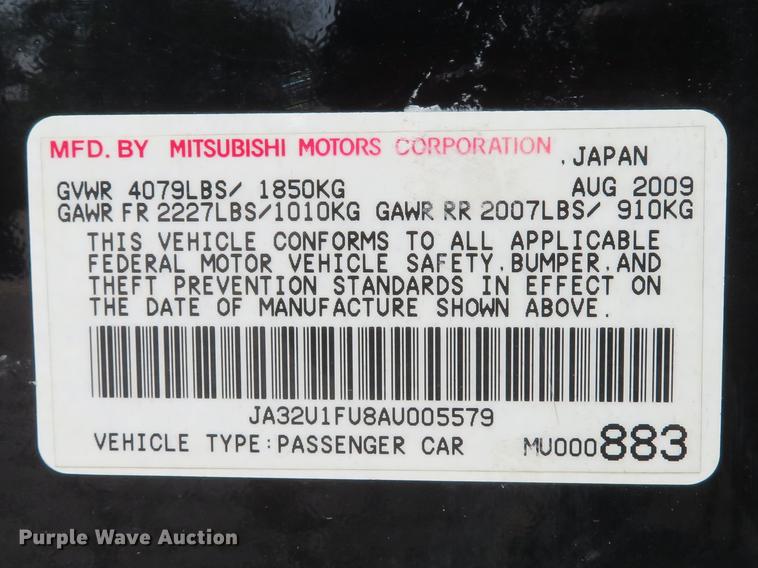 MFD. BY MITSUBISHI MOTORS CORPORATION , JAPAN
GVWR 4079LBS/ 1850KG AUG 2009
GAWR FR 2227LBS/1010KG GAWR RR 2007LBS/ 910KG
THIS VEHICLE CONFORMS TO ALL APPLICABLE
FEDERAL MOTOR VEHICLE SAFETY,BUMPER,AND
THEFT PREVENTION STANDARDS IN EFFECT ON
THE DATE OF MANUFACTURE SHOWN ABOVE.
JA32U1FU8AU005579
VEHICLE TYPE:PASSENGER CAR MU000883
Purple Wave Auction